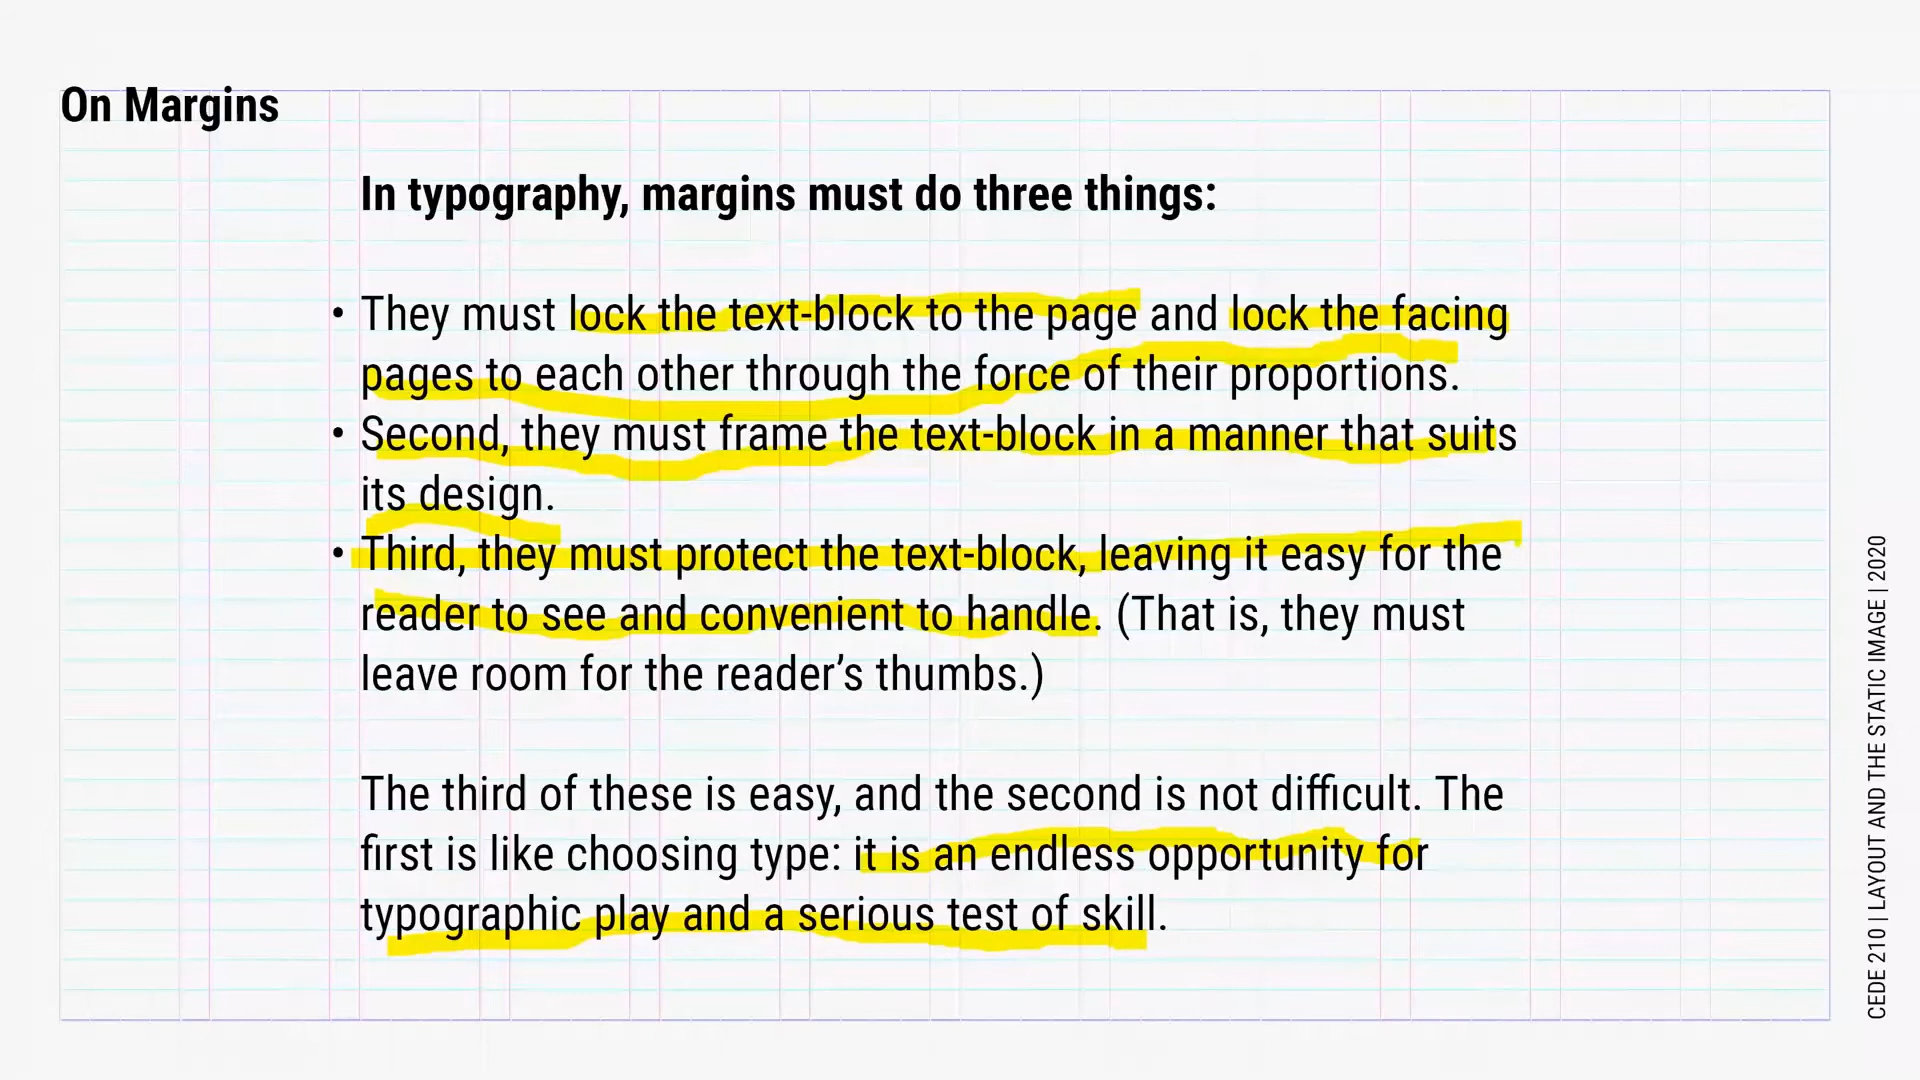 On Margins
In typography, margins must do three things:
• They must lock the text-block to the page and lock the facing
pages to each other through the force of their proportions.
• Second, they must frame the text-block in a manner that suits
its design.
• Third, they must protect the text-block, leaving it easy for the
reader to see and convenient to handle. (That is, they must
leave room for the reader’s thumbs.)
The third of these is easy, and the second is not difficult. The
first is like choosing type: it is an endless opportunity for
typographic play and a serious test of skill.
CEDE 210 | LAYOUT AND THE STATIC IMAGE | 2020